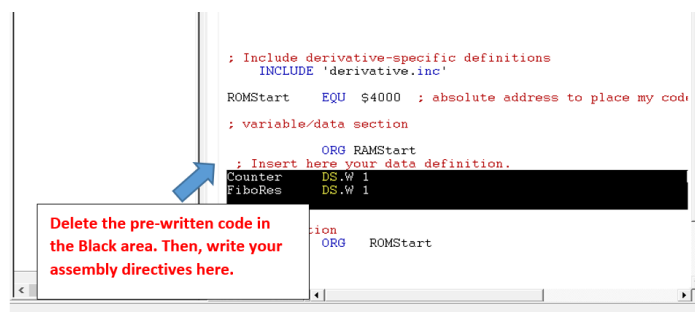 ; Include derivative-specific definitions
INCLUDE 'derivative.inc'
ROMStart EQU $4000 ; absolute address to place my code
; variable/data section
ORG RAMStart
; Insert here your data definition.
Counter DS.W 1
FiboRes DS.W 1
Delete the pre-written code in
the Black area. Then, write your
assembly directives here.
ORG ROMStart